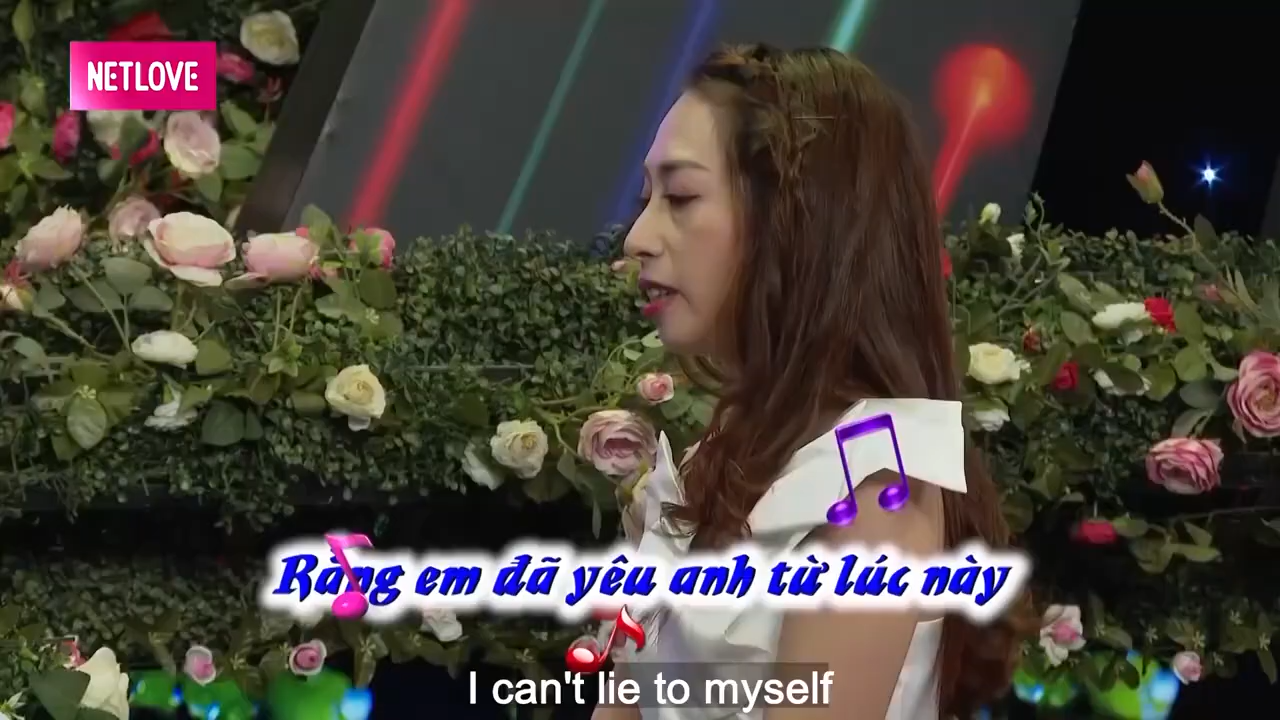 NETLOVE
Rằng em đã yêu anh từ lúc này
I can't lie to myself